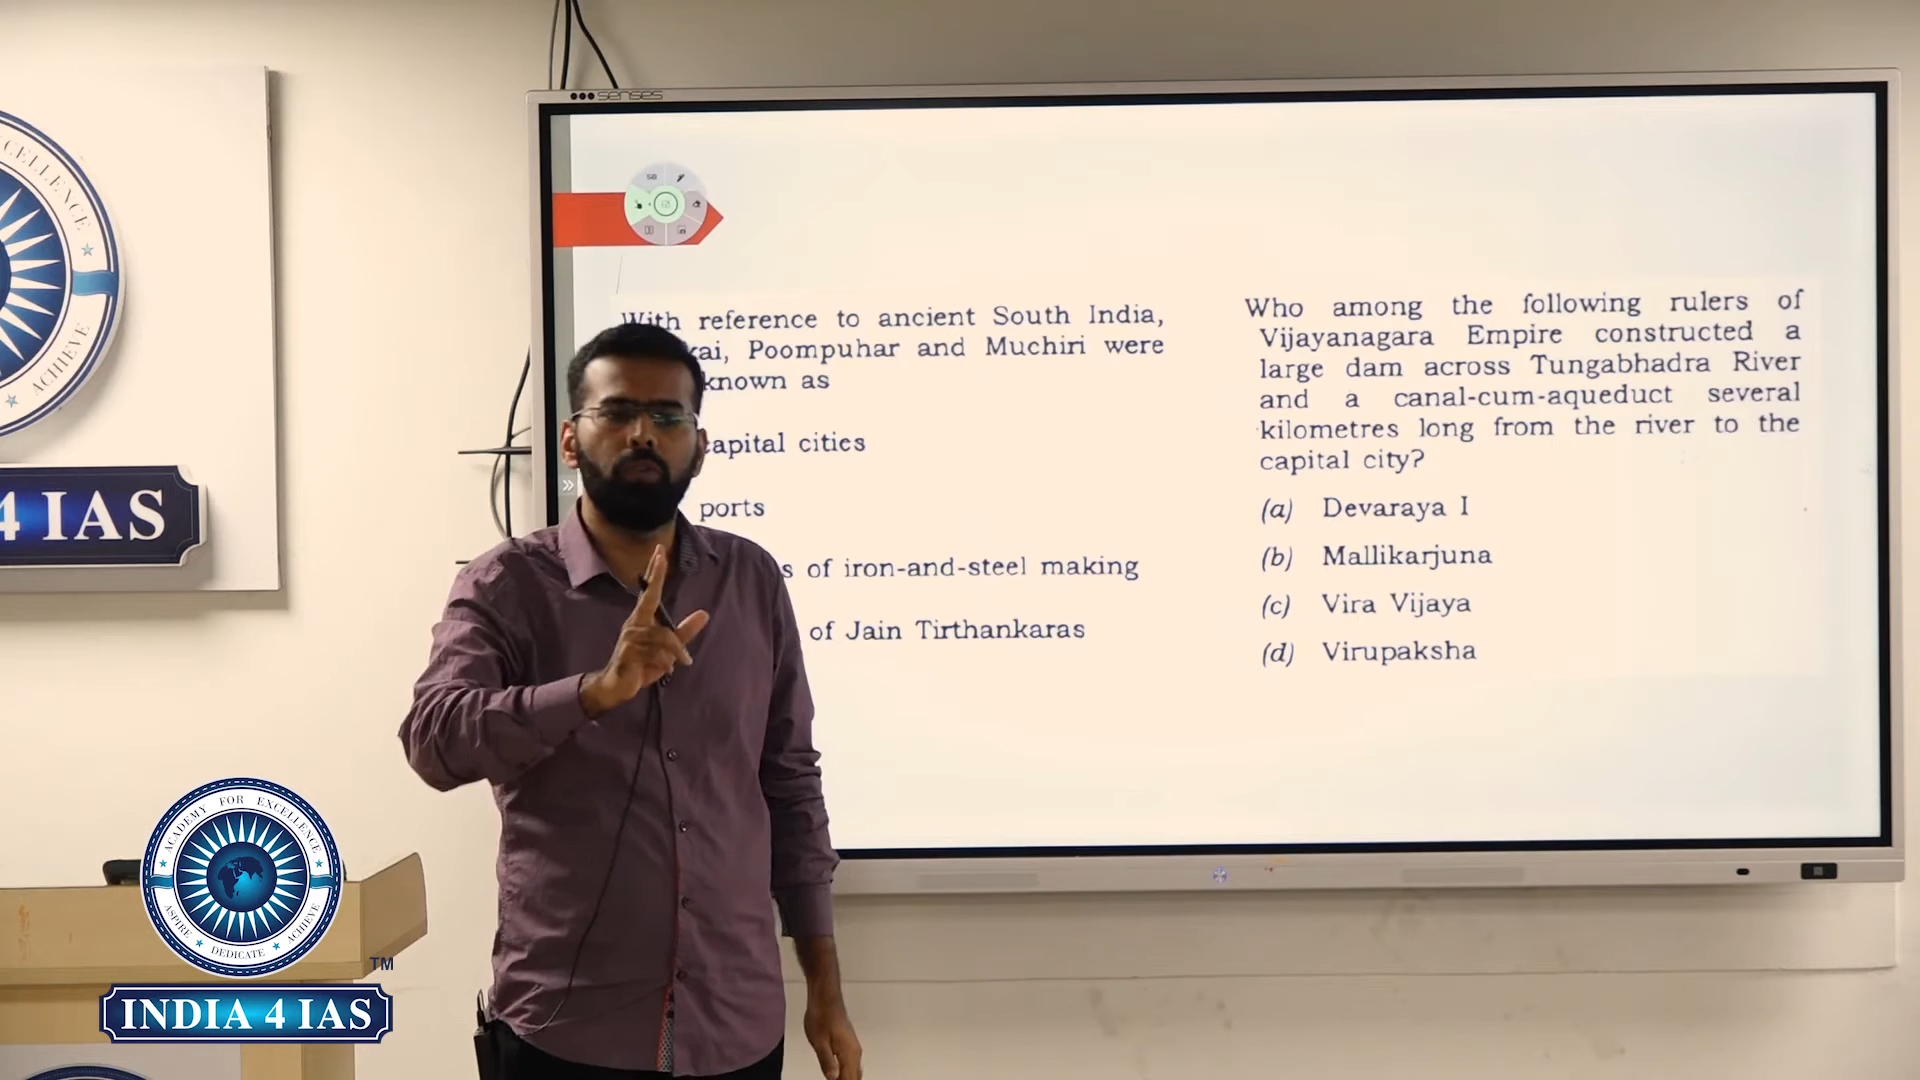 senses
With reference to ancient South India,
Poompuhar and Muchiri were
known as
capital cities
ports
of iron-and-steel making
of Jain Tirthankaras
Who among the following rulers of
Vijayanagara Empire constructed a
large dam across Tungabhadra River
and a canal-cum-aqueduct several
kilometres long from the river to the
capital city?
(a) Devaraya I
(b) Mallikarjuna
(c) Vira Vijaya
(d) Virupaksha
ACHIEVE
4 IAS
ACADEMY FOR EXCELLENCE
ASPIRE DEDICATE ACHIEVE
TM
INDIA 4 IAS